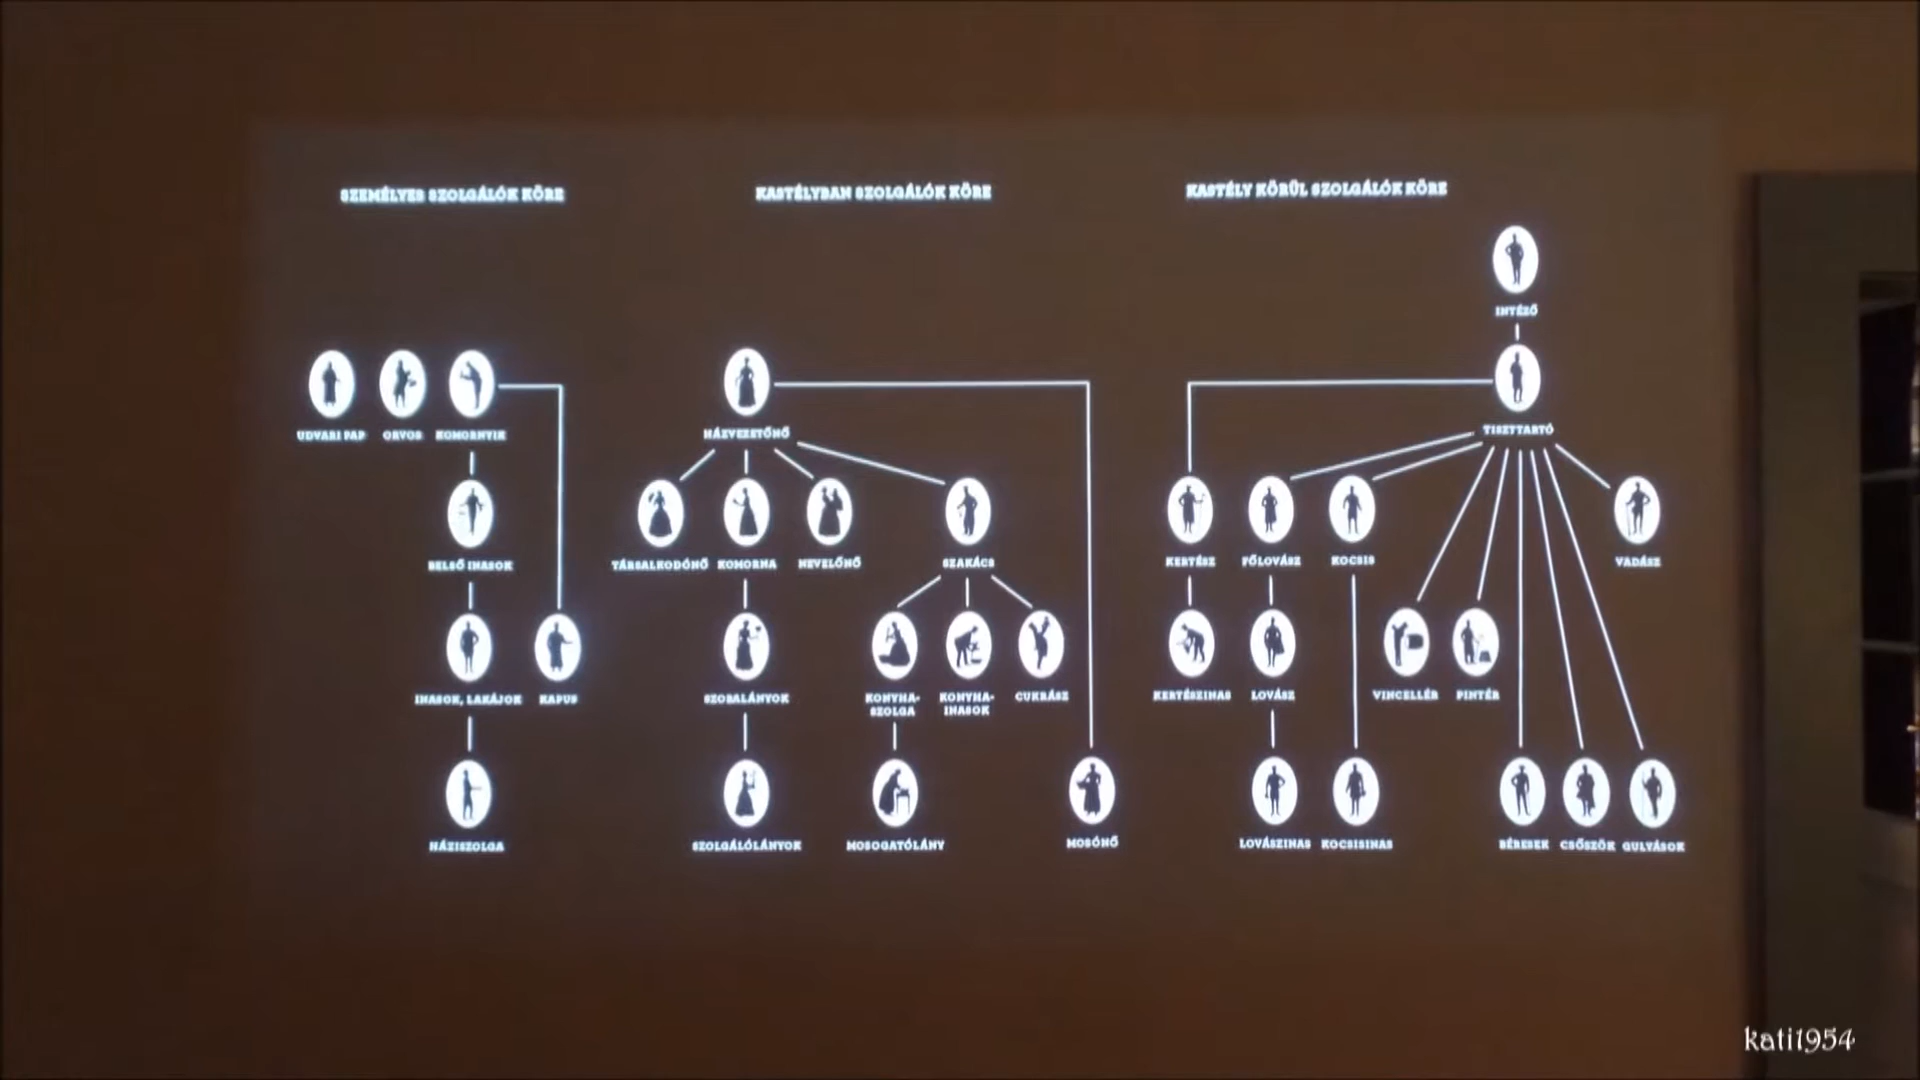 SZEMÉLYES SZOLGÁLÓK KÖRE
KASTÉLYBAN SZOLGÁLÓK KÖRE
KASTÉLY KÖRÜL SZOLGÁLÓK KÖRE
INTÉZŐ
UDVARI PAP
ORVOS
KOMORNYIK
HÁZVEZETŐNŐ
TISZTTARTÓ
BELSŐ INASOK
TÁRSALKODÓNŐ
KOMORNA
NEVELŐNŐ
SZAKÁCS
KERTÉSZ
FŐLOVÁSZ
KOCSIS
VADÁSZ
INASOK, LAKÁJOK
KAPUS
SZOBALÁNYOK
KONYHA-
SZOLGA
KONYHA-
INASOK
CUKRÁSZ
KERTÉSZINAS
LOVÁSZ
VINCELLÉR
PINTÉR
HÁZISZOLGA
SZOLGÁLÓLÁNYOK
MOSOGATÓLÁNY
MOSÓNŐ
LOVÁSZINAS
KOCSISINAS
BÉRESEK
CSŐSZÖK
GULYÁSOK
kati1954